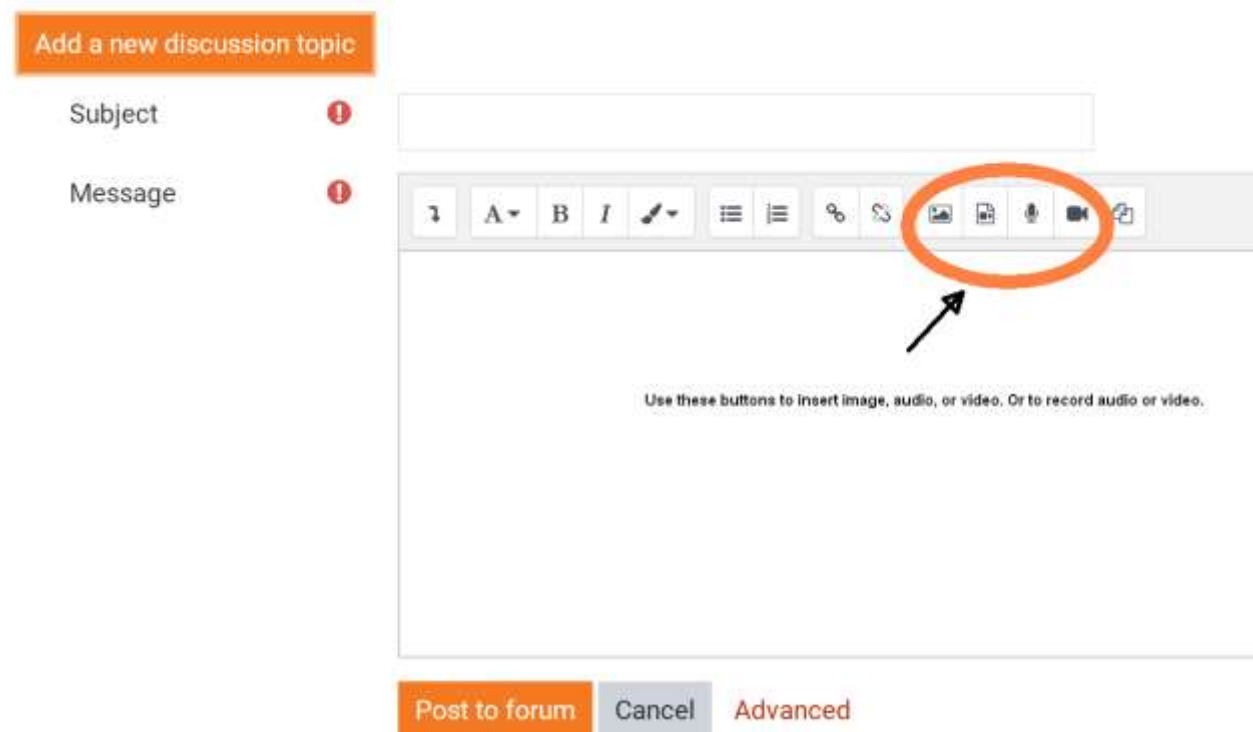 Add a new discussion topic
Subject
Message
A B I
Use these buttons to insert image, audio, or video. Or to record audio or video.
Post to forum Cancel Advanced